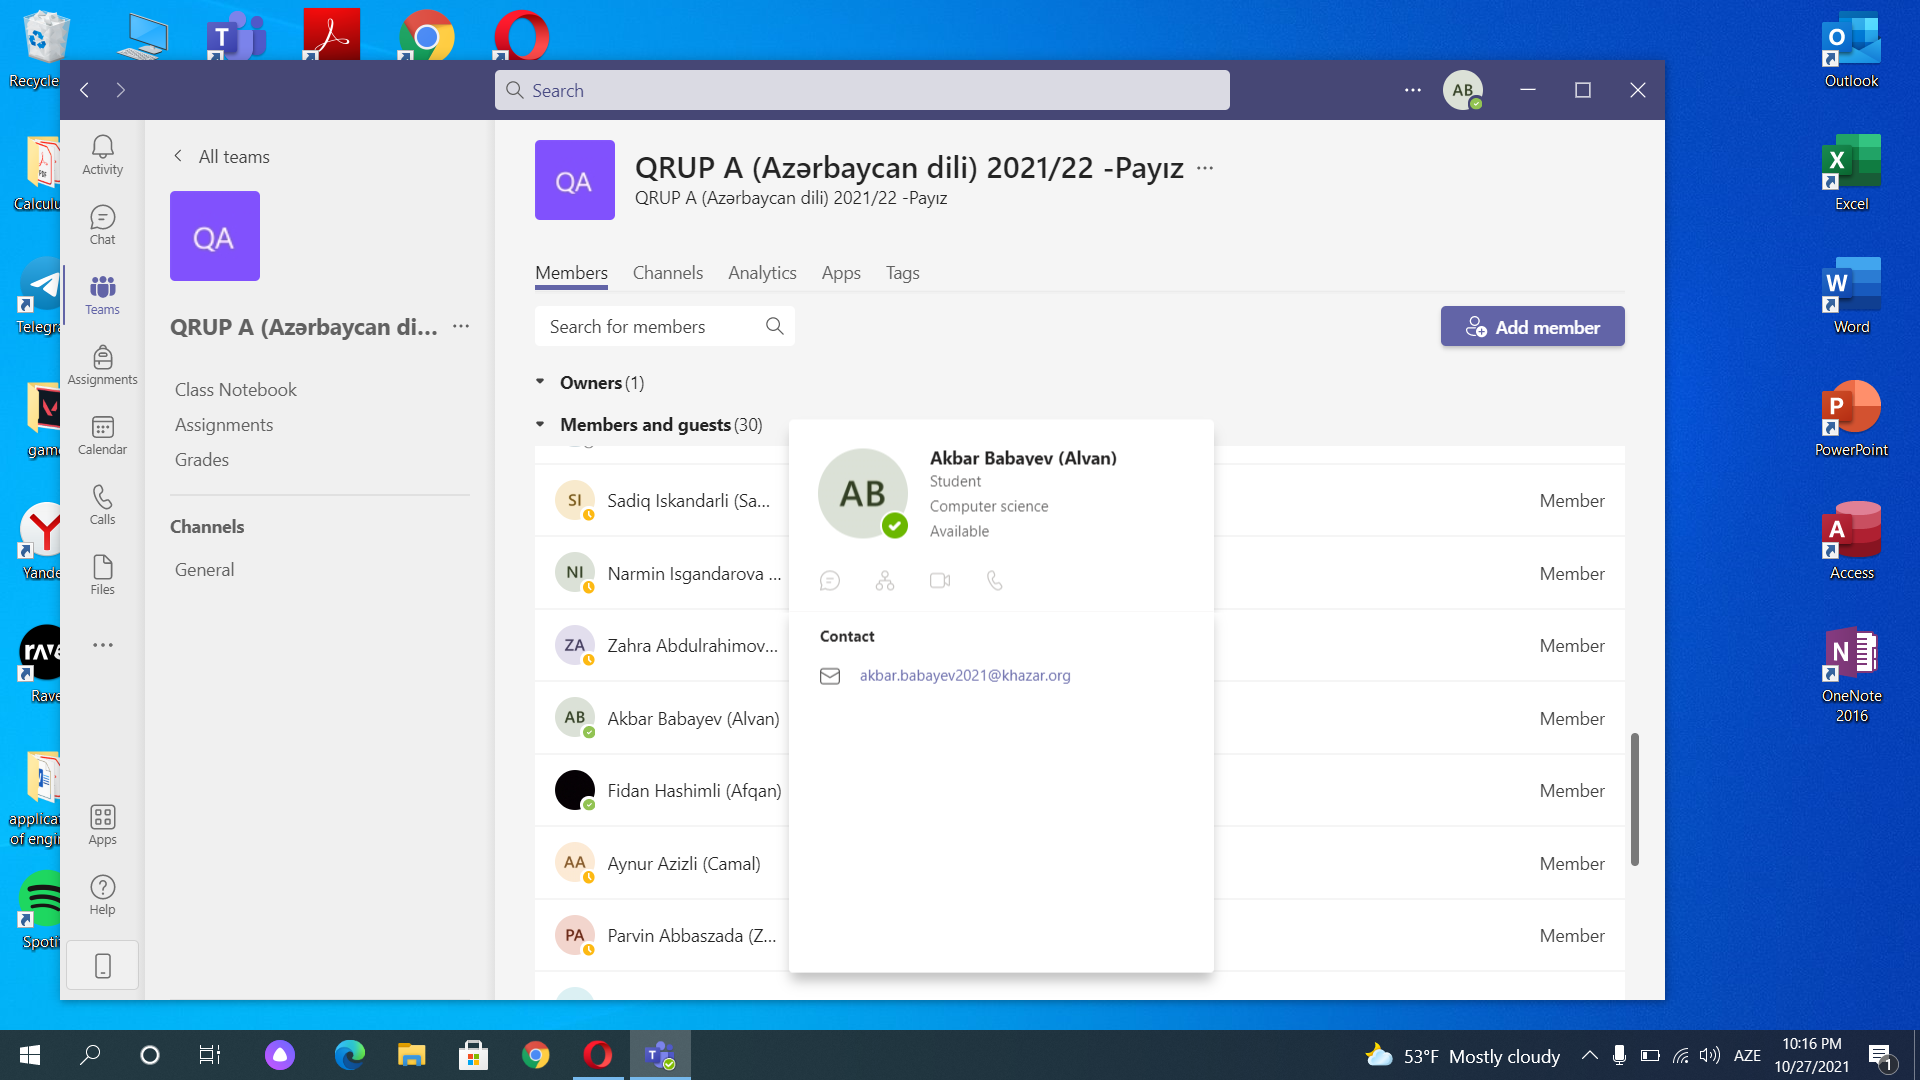 Recycle
Calculu
Telegra
gam
Yande
Rave
applicat
of engin
Spotif
Search
AB
Activity
Chat
Teams
Assignments
Calendar
Calls
Files
Apps
Help
All teams
QA
QRUP A (Azərbaycan di...
Class Notebook
Assignments
Grades
Channels
General
QA
QRUP A (Azərbaycan dili) 2021/22 -Payız
QRUP A (Azərbaycan dili) 2021/22 -Payız
Members Channels Analytics Apps Tags
Search for members
Add member
Owners (1)
Members and guests (30)
SI Sadiq Iskandarli (Sa... Member
NI Narmin Isgandarova ... Member
ZA Zahra Abdulrahimov... Member
AB Akbar Babayev (Alvan) Member
Fidan Hashimli (Afqan) Member
AA Aynur Azizli (Camal) Member
PA Parvin Abbaszada (Z... Member
AB
Akbar Babayev (Alvan)
Student
Computer science
Available
Contact
akbar.babayev2021@khazar.org
Outlook
Excel
Word
PowerPoint
Access
OneNote
2016
53°F Mostly cloudy
AZE
10:16 PM
10/27/2021
1